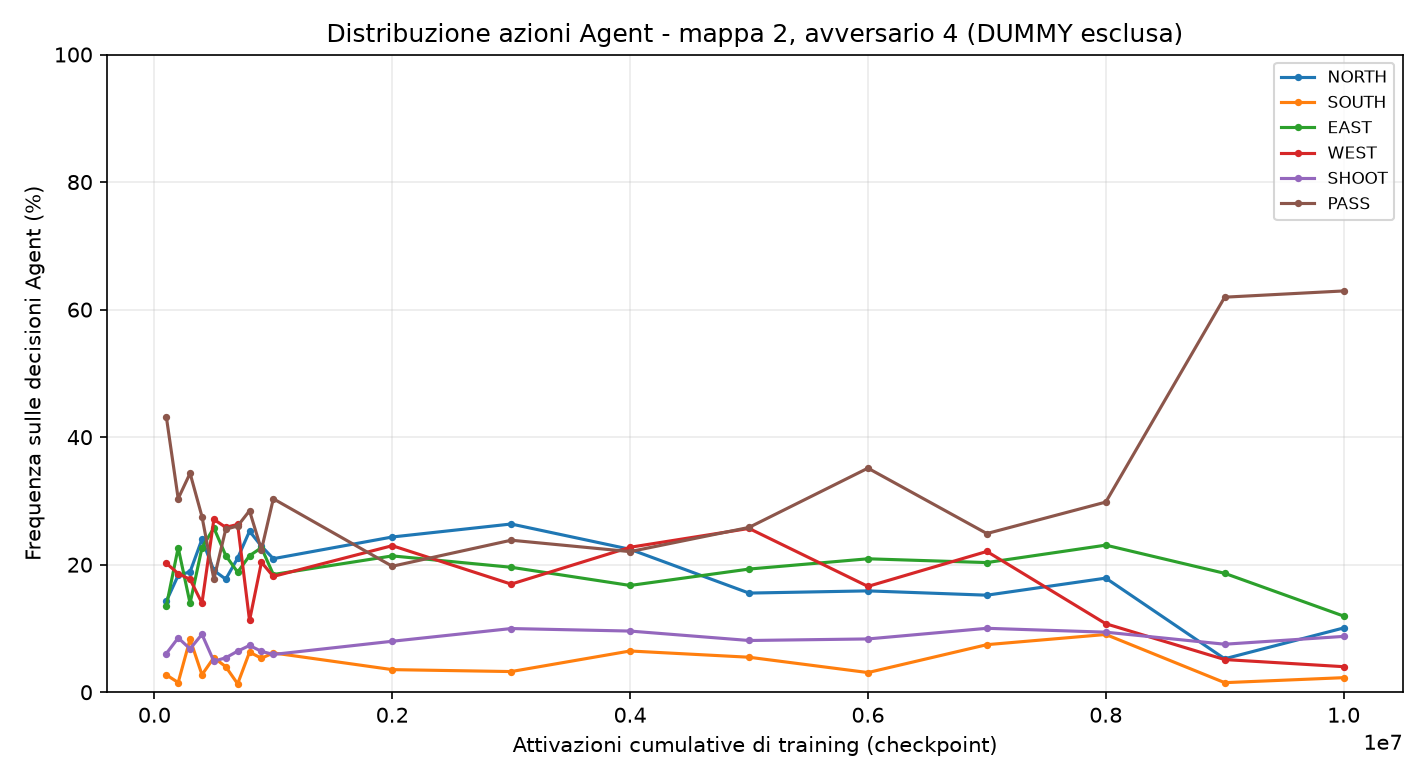 Distribuzione azioni Agent - mappa 2, avversario 4 (DUMMY esclusa)
Frequenza sulle decisioni Agent (%)
100
80
60
40
20
0
NORTH
SOUTH
EAST
WEST
SHOOT
PASS
0.0
0.2
0.4
0.6
0.8
1.0
1e7
Attivazioni cumulative di training (checkpoint)